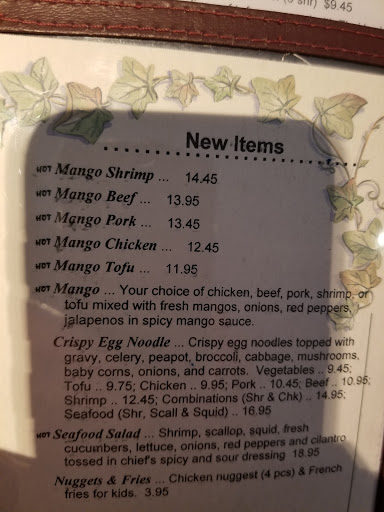 (3 shr) $9.45
New Items
HOT Mango Shrimp ... 14.45
HOT Mango Beef ... 13.95
HOT Mango Pork ... 13.45
HOT Mango Chicken ... 12.45
HOT Mango Tofu ... 11.95
HOT Mango ... Your choice of chicken, beef, pork, shrimp, or
tofu mixed with fresh mangos, onions, red peppers,
jalapenos in spicy mango sauce.
Crispy Egg Noodle ... Crispy egg noodles topped with
gravy, celery, peapot, broccoli, cabbage, mushrooms,
baby corns, onions, and carrots. Vegetables .. 9.45;
Tofu .. 9.75; Chicken .. 9.95; Pork .. 10.45; Beef .. 10.95;
Shrimp .. 12.45; Combinations (Shr & Chk) .. 14.95;
Seafood (Shr, Scall & Squid) .. 16.95
HOT Seafood Salad ... Shrimp, scallop, squid, fresh
cucumbers, lettuce, onions, red peppers and cilantro
tossed in chief's spicy and sour dressing 18.95
Nuggets & Fries ... Chicken nuggest (4 pcs) & French
fries for kids. 3.95